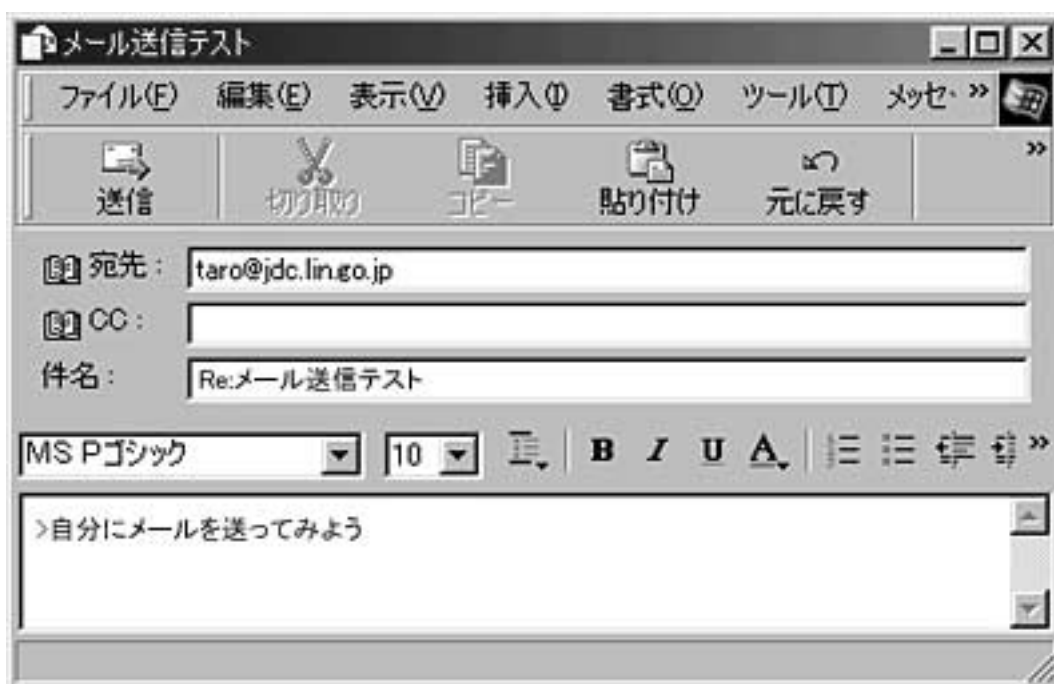 メール送信テスト
ファイル(F) 編集(E) 表示(V) 挿入(I) 書式(O) ツール(T) メッセ »
送信 切り取り コピー 貼り付け 元に戻す »
宛先: taro@jdc.lin.go.jp
CC:
件名: Re:メール送信テスト
MS Pゴシック 10 B I U A »
>自分にメールを送ってみよう